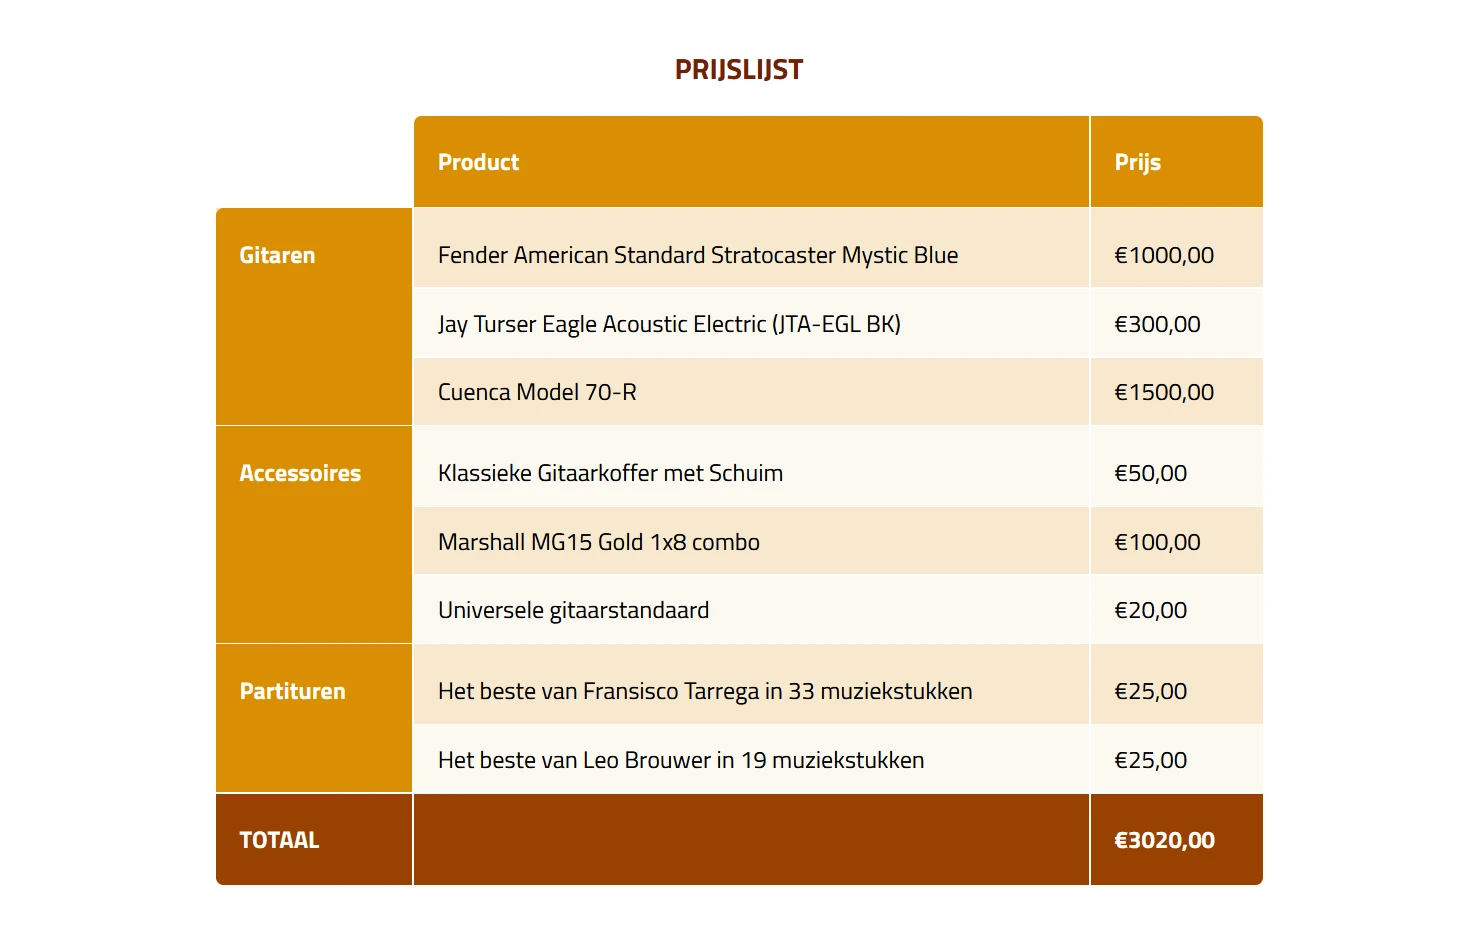 PRIJSLIJST
Product Prijs
Gitaren Fender American Standard Stratocaster Mystic Blue €1000,00
Jay Turser Eagle Acoustic Electric (JTA-EGL BK) €300,00
Cuenca Model 70-R €1500,00
Accessoires Klassieke Gitaarkoffer met Schuim €50,00
Marshall MG15 Gold 1x8 combo €100,00
Universele gitaarstandaard €20,00
Partituren Het beste van Fransisco Tarrega in 33 muziekstukken €25,00
Het beste van Leo Brouwer in 19 muziekstukken €25,00
TOTAAL €3020,00